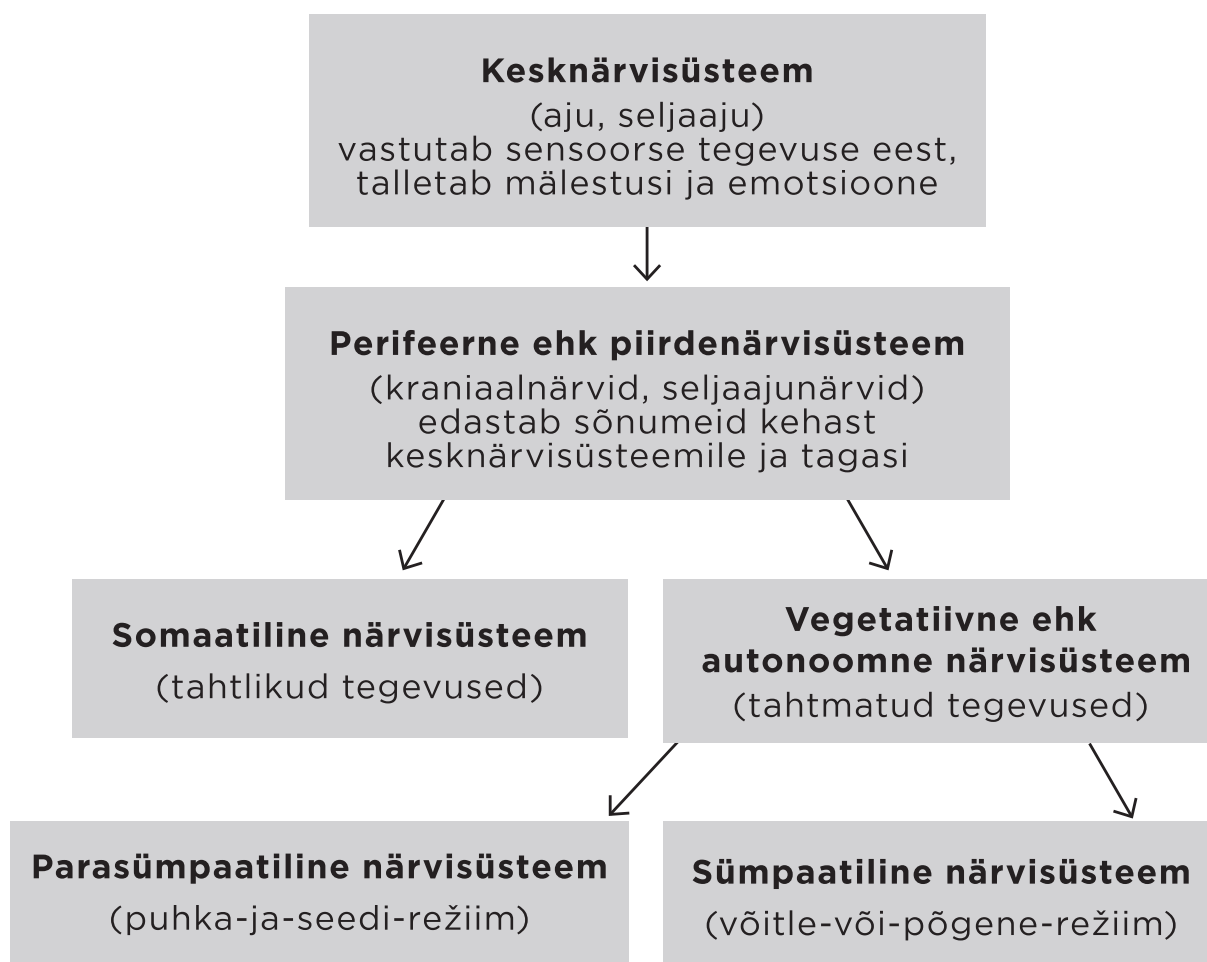 Kesknärvisüsteem
(aju, seljaaju)
vastutab sensoorse tegevuse eest,
talletab mälestusi ja emotsioone
Perifeerne ehk piirdenärvisüsteem
(kraniaalnärvid, seljaajunärvid)
edastab sõnumeid kehast
kesknärvisüsteemile ja tagasi
Somaatiline närvisüsteem
(tahtlikud tegevused)
Vegetatiivne ehk
autonoomne närvisüsteem
(tahtmatud tegevused)
Parasümpaatiline närvisüsteem
(puhka-ja-seedi-režiim)
Sümpaatiline närvisüsteem
(võitle-või-põgene-režiim)